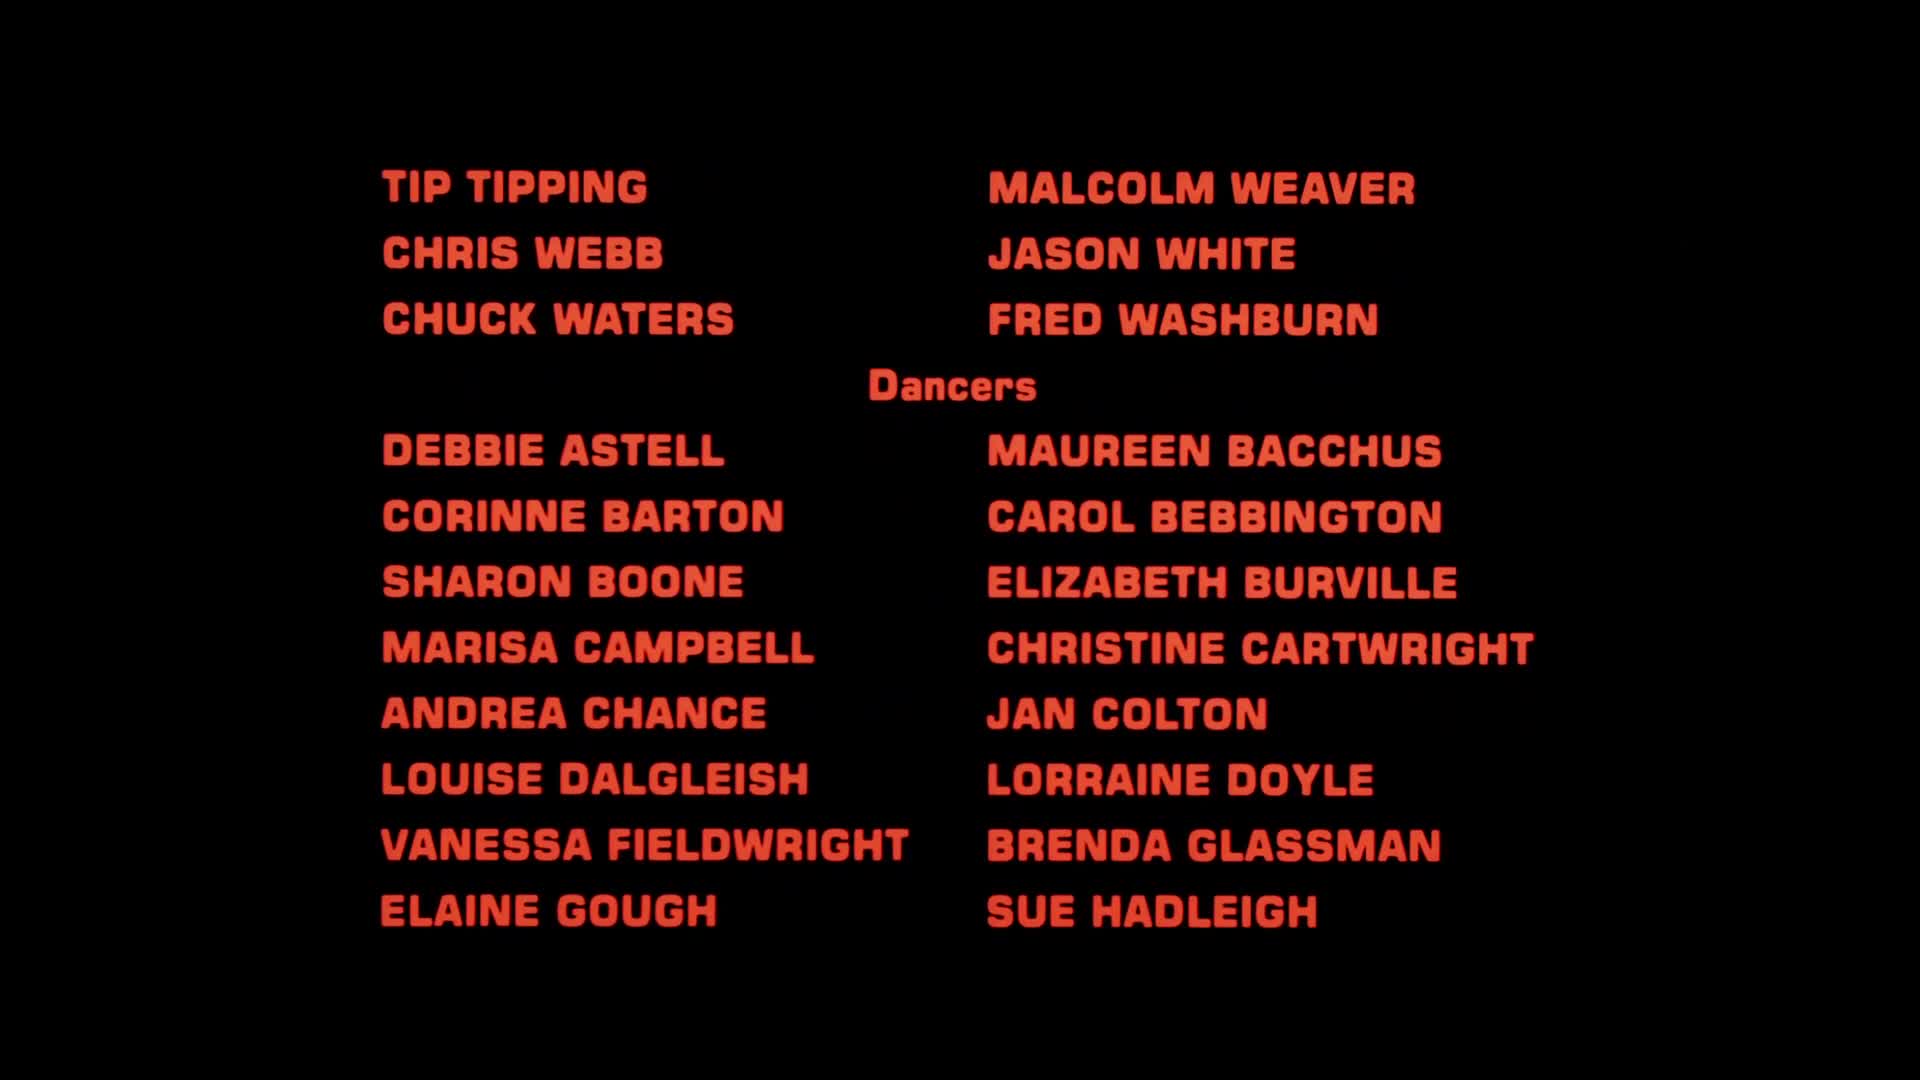 TIP TIPPING MALCOLM WEAVER
CHRIS WEBB JASON WHITE
CHUCK WATERS FRED WASHBURN
Dancers
DEBBIE ASTELL MAUREEN BACCHUS
CORINNE BARTON CAROL BEBBINGTON
SHARON BOONE ELIZABETH BURVILLE
MARISA CAMPBELL CHRISTINE CARTWRIGHT
ANDREA CHANCE JAN COLTON
LOUISE DALGLEISH LORRAINE DOYLE
VANESSA FIELDWRIGHT BRENDA GLASSMAN
ELAINE GOUGH SUE HADLEIGH